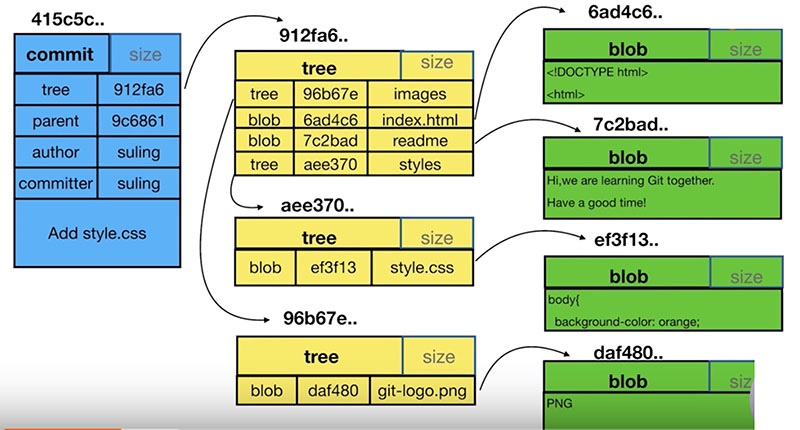 415c5c..
commit size
tree 912fa6
parent 9c6861
author suling
committer suling
Add style.css
912fa6..
tree size
tree 96b67e images
blob 6ad4c6 index.html
blob 7c2bad readme
tree aee370 styles
aee370..
tree size
blob ef3f13 style.css
96b67e..
tree size
blob daf480 git-logo.png
6ad4c6..
blob size
<!DOCTYPE html>
<html>
7c2bad..
blob size
Hi,we are learning Git together.
Have a good time!
ef3f13..
blob size
body{
background-color: orange;
daf480..
blob siz
PNG